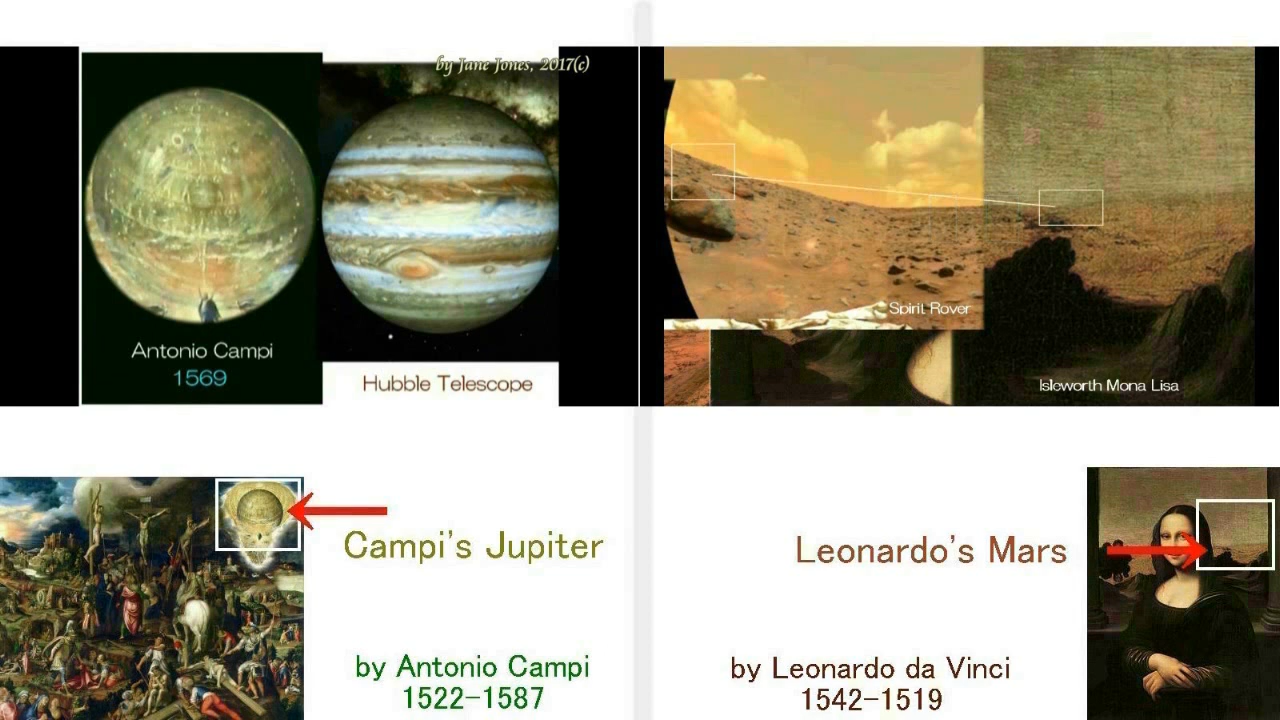 by Jane Jones, 2017(c)
Antonio Campi
1569
Hubble Telescope
Spirit Rover
Isleworth Mona Lisa
Campi's Jupiter
by Antonio Campi
1522-1587
Leonardo's Mars
by Leonardo da Vinci
1542-1519